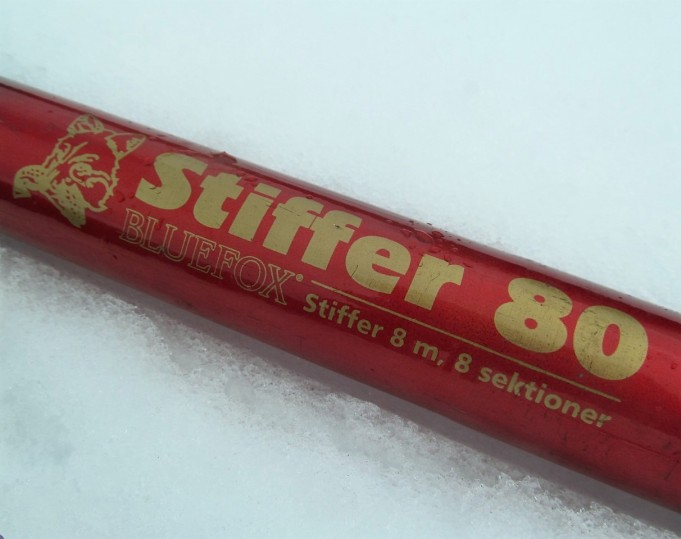 Stiffer 80
BLUEFOX®
Stiffer 8 m, 8 sektioner